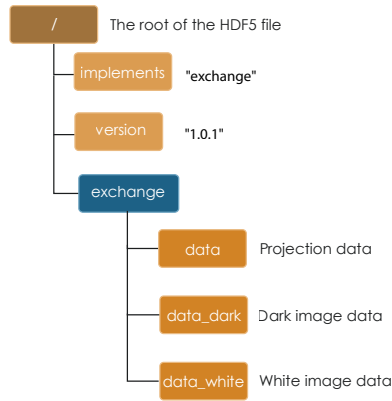 / The root of the HDF5 file
implements "exchange"
version "1.0.1"
exchange
data Projection data
data_dark Dark image data
data_white White image data